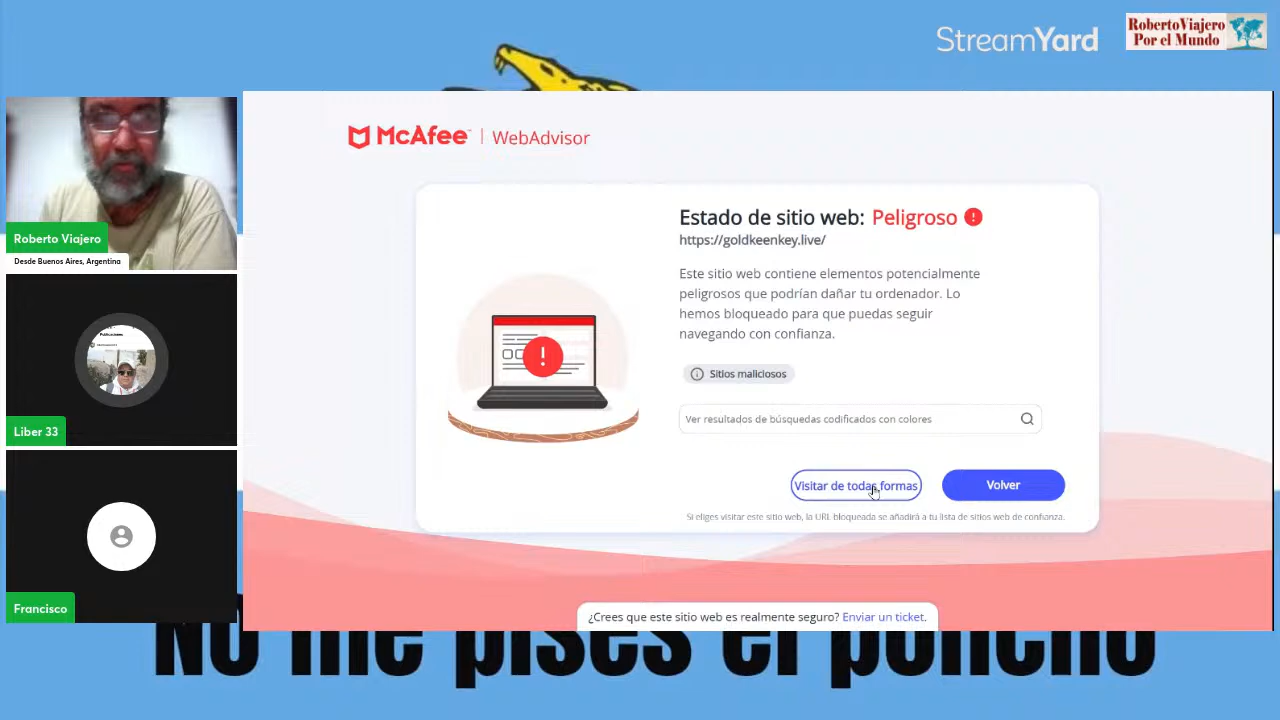 StreamYard
RobertoViajero
Por el Mundo
McAfee | WebAdvisor
Estado de sitio web: Peligroso
https://goldkeenkey.live/
Este sitio web contiene elementos potencialmente
peligrosos que podrían dañar tu ordenador. Lo
hemos bloqueado para que puedas seguir
navegando con confianza.
Sitios maliciosos
Ver resultados de búsquedas codificados con colores
Visitar de todas formas
Volver
Si eliges visitar este sitio web, la URL bloqueada se añadirá a tu lista de sitios web de confianza.
¿Crees que este sitio web es realmente seguro? Enviar un ticket.
Roberto Viajero
Desde Buenos Aires, Argentina
Liber 33
Francisco
No me pises el poncho